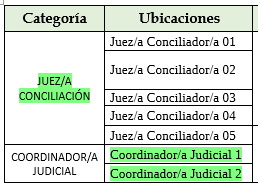 Categoría Ubicaciones
JUEZ/A
CONCILIACIÓN
Juez/a Conciliador/a 01
Juez/a Conciliador/a 02
Juez/a Conciliador/a 03
Juez/a Conciliador/a 04
Juez/a Conciliador/a 05
COORDINADOR/A
JUDICIAL
Coordinador/a Judicial 1
Coordinador/a Judicial 2